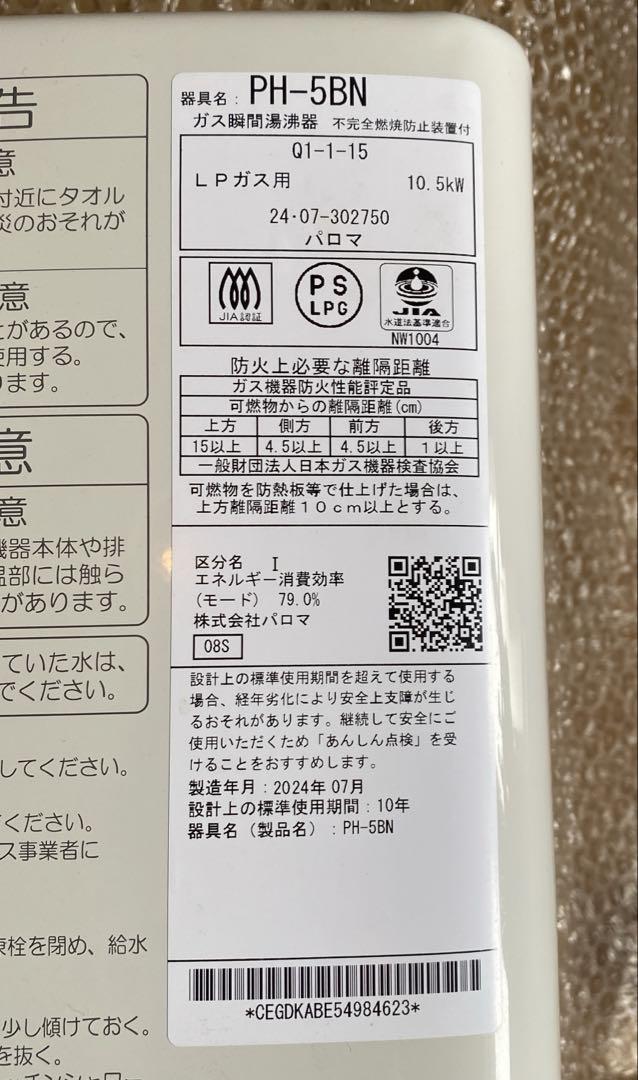 告
意
付近にタオル
災のおそれが
意
とがあるので、
使用する。
ります。
意
意
機器本体や排
温部には触ら
があります。
ていた水は、
でください。
してください。
てください。
ス事業者に
栓を閉め、給水
少し傾けておく。
を抜く。
器具名: PH-5BN
ガス瞬間湯沸器 不完全燃焼防止装置付
Q1-1-15
LPガス用 10.5kW
24・07-302750
パロマ
JIA認証
PS
LPG
JIA
水道法基準適合
NW1004
防火上必要な離隔距離
ガス機器防火性能評定品
可燃物からの離隔距離(cm)
上方 側方 前方 後方
15以上 4.5以上 4.5以上 1以上
一般財団法人日本ガス機器検査協会
可燃物を防熱板等で仕上げた場合は、
上方離隔距離10cm以上とする。
区分名 I
エネルギー消費効率
(モード) 79.0%
株式会社パロマ
08S
設計上の標準使用期間を超えて使用する
場合、経年劣化により安全上支障が生じ
るおそれがあります。継続して安全にご
使用いただくため「あんしん点検」を受
けることをおすすめします。
製造年月:2024年07月
設計上の標準使用期間:10年
器具名(製品名):PH-5BN
*CEGDKABE54984623*